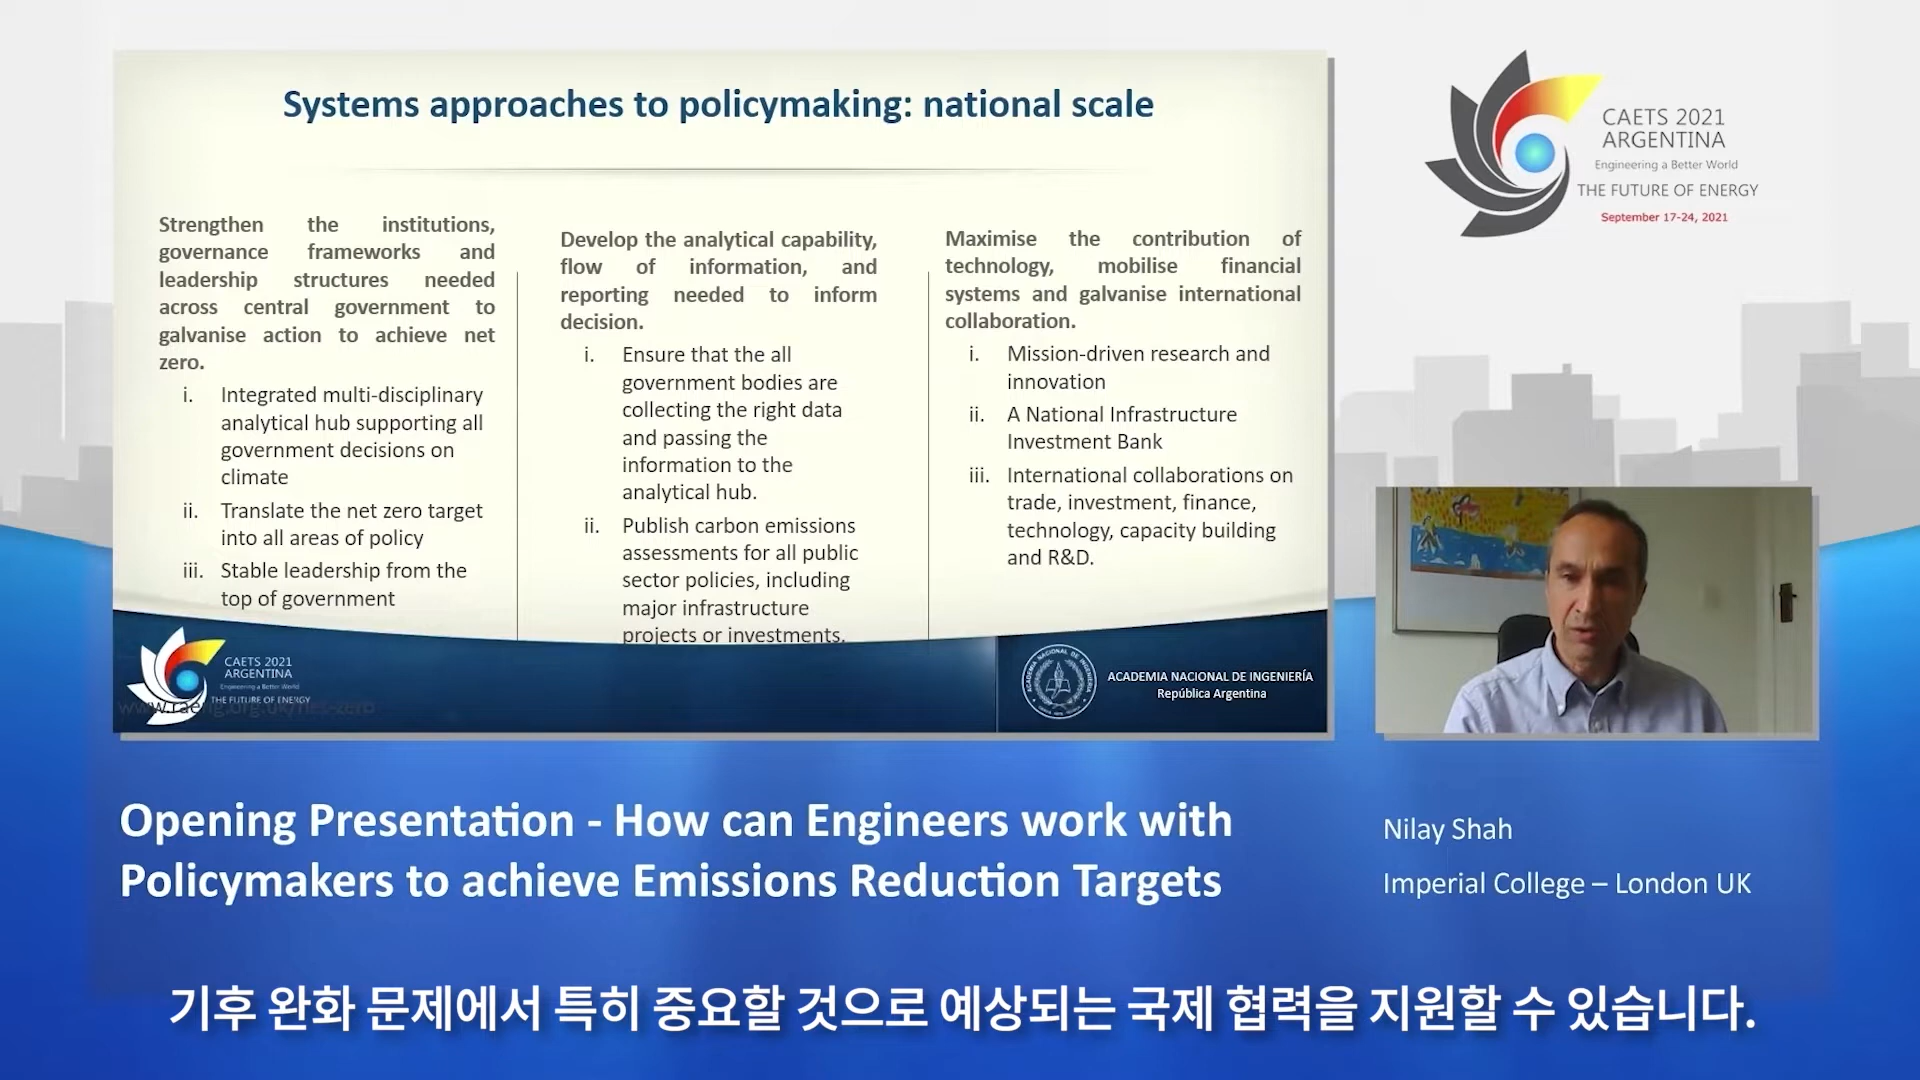 Systems approaches to policymaking: national scale
Strengthen the institutions,
governance frameworks and
leadership structures needed
across central government to
galvanise action to achieve net
zero.
i. Integrated multi-disciplinary
analytical hub supporting all
government decisions on
climate
ii. Translate the net zero target
into all areas of policy
iii. Stable leadership from the
top of government
Develop the analytical capability,
flow of information, and
reporting needed to inform
decision.
i. Ensure that the all
government bodies are
collecting the right data
and passing the
information to the
analytical hub.
ii. Publish carbon emissions
assessments for all public
sector policies, including
major infrastructure
projects or investments.
Maximise the contribution of
technology, mobilise financial
systems and galvanise international
collaboration.
i. Mission-driven research and
innovation
ii. A National Infrastructure
Investment Bank
iii. International collaborations on
trade, investment, finance,
technology, capacity building
and R&D.
CAETS 2021
ARGENTINA
Engineering a Better World
THE FUTURE OF ENERGY
www.raeng.org.uk/net-zero
ACADEMIA NACIONAL DE INGENIERÍA
ACADEMIA NACIONAL DE INGENIERÍA
República Argentina
CAETS 2021
ARGENTINA
Engineering a Better World
THE FUTURE OF ENERGY
September 17-24, 2021
Opening Presentation - How can Engineers work with
Policymakers to achieve Emissions Reduction Targets
Nilay Shah
Imperial College – London UK
기후 완화 문제에서 특히 중요할 것으로 예상되는 국제 협력을 지원할 수 있습니다.